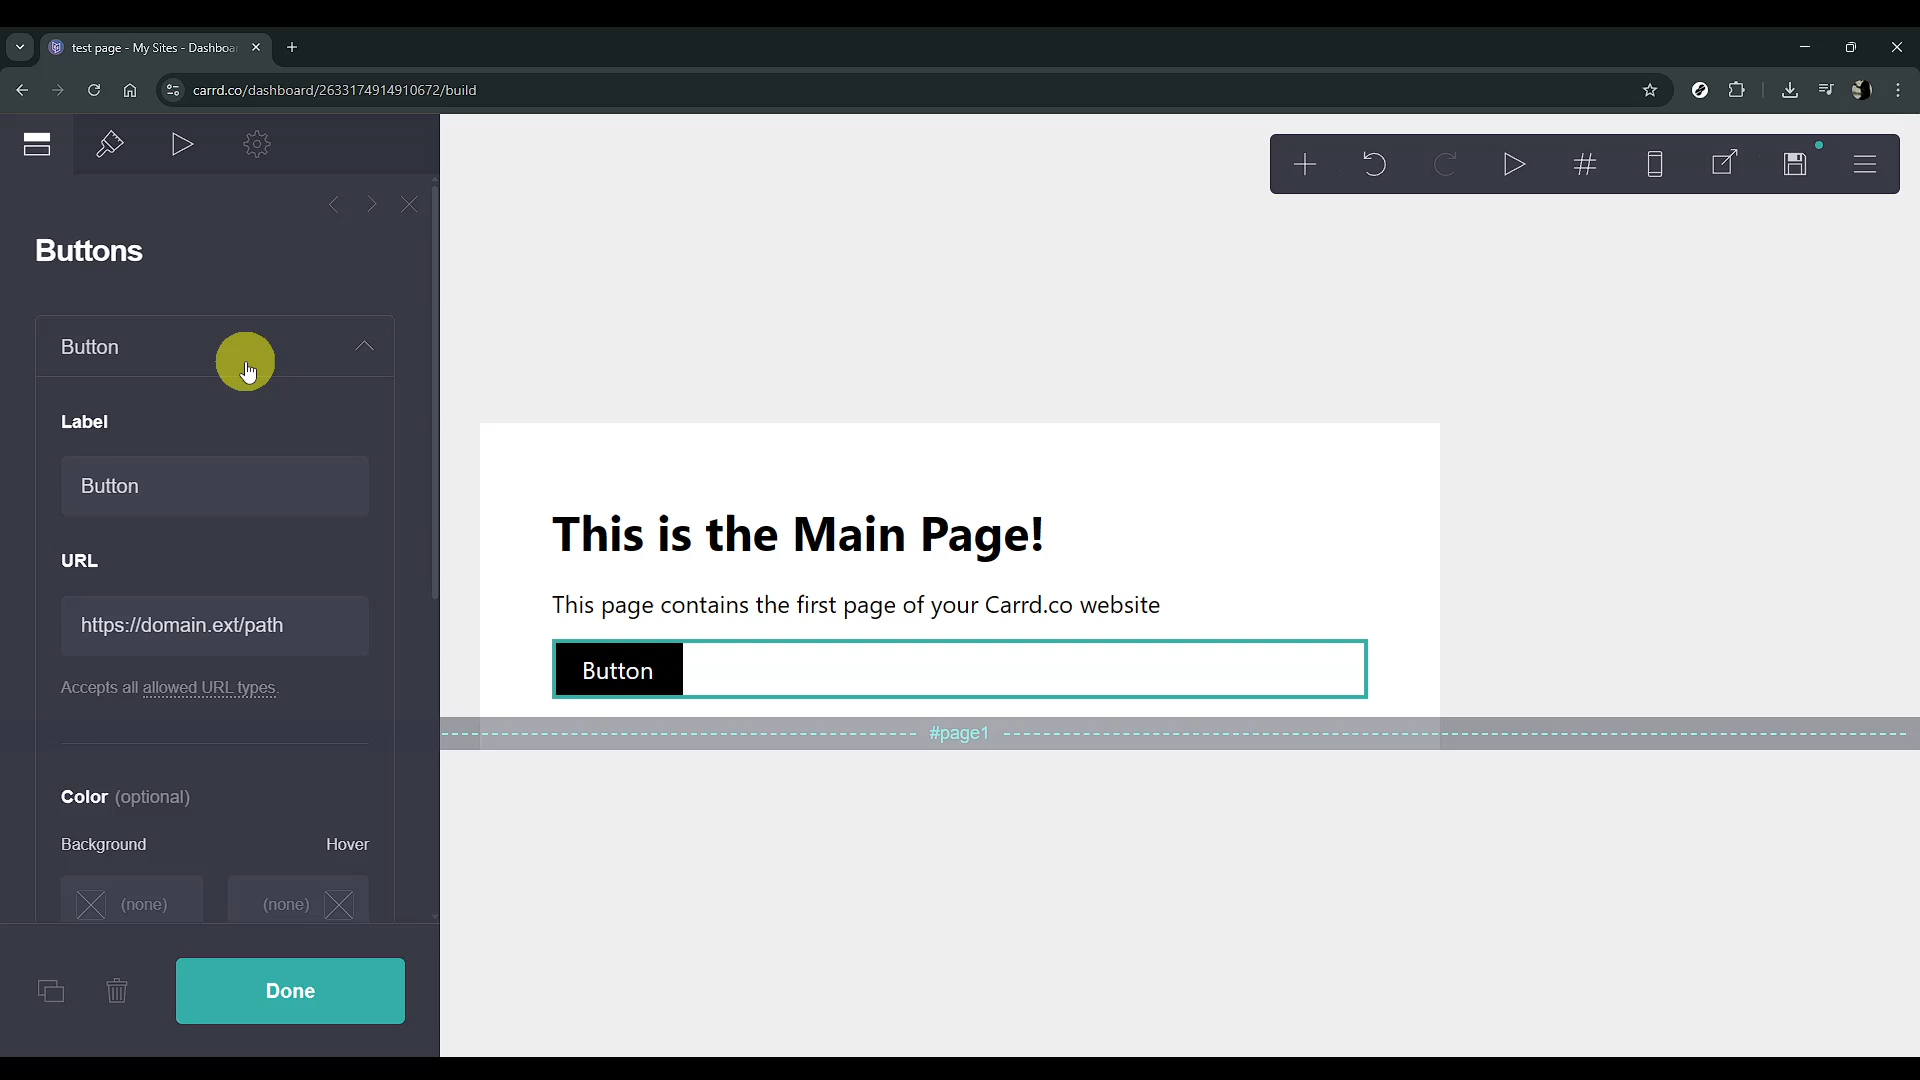 test page - My Sites - Dashboa
carrd.co/dashboard/2633174914910672/build
Buttons
Button
Label
Button
URL
https://domain.ext/path
Accepts all allowed URL types.
Color (optional)
Background Hover
(none) (none)
Done
This is the Main Page!
This page contains the first page of your Carrd.co website
Button
#page1